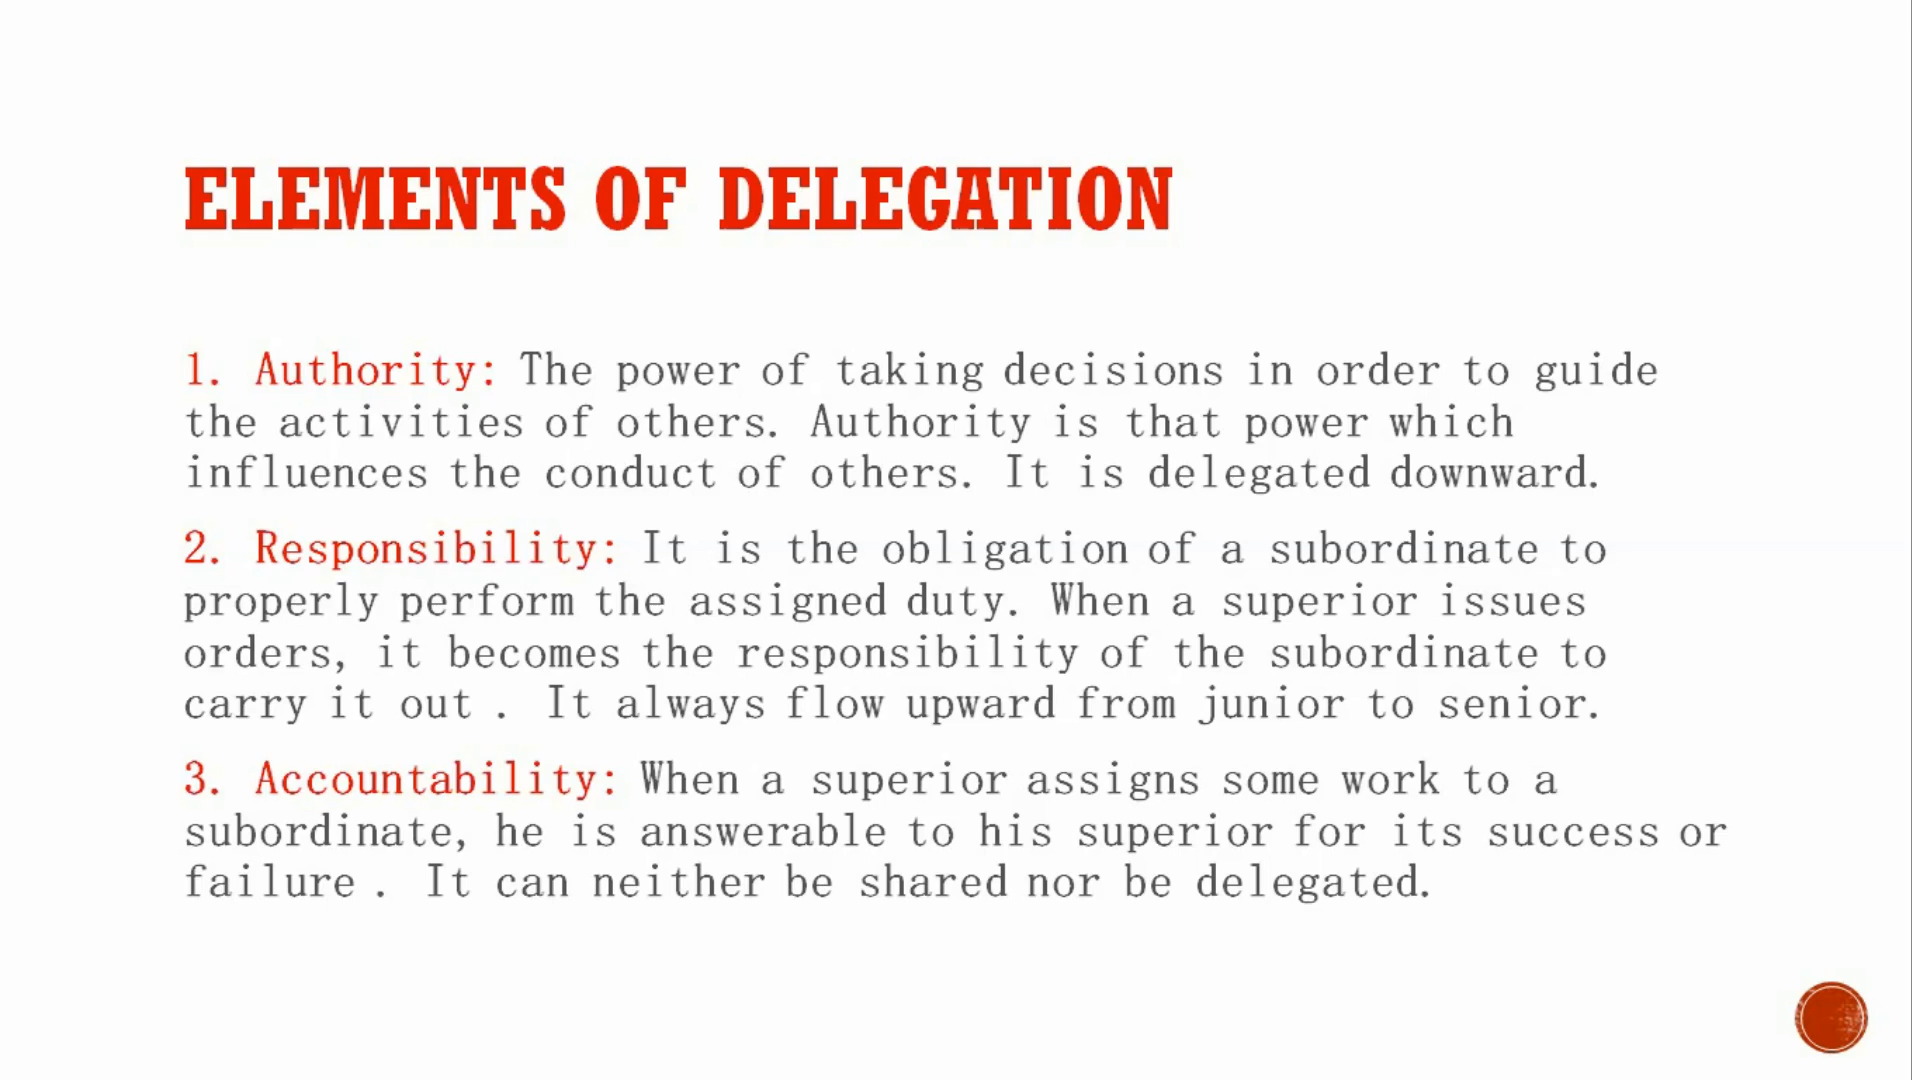 ELEMENTS OF DELEGATION
1. Authority: The power of taking decisions in order to guide
the activities of others. Authority is that power which
influences the conduct of others. It is delegated downward.
2. Responsibility: It is the obligation of a subordinate to
properly perform the assigned duty. When a superior issues
orders, it becomes the responsibility of the subordinate to
carry it out . It always flow upward from junior to senior.
3. Accountability: When a superior assigns some work to a
subordinate, he is answerable to his superior for its success or
failure . It can neither be shared nor be delegated.